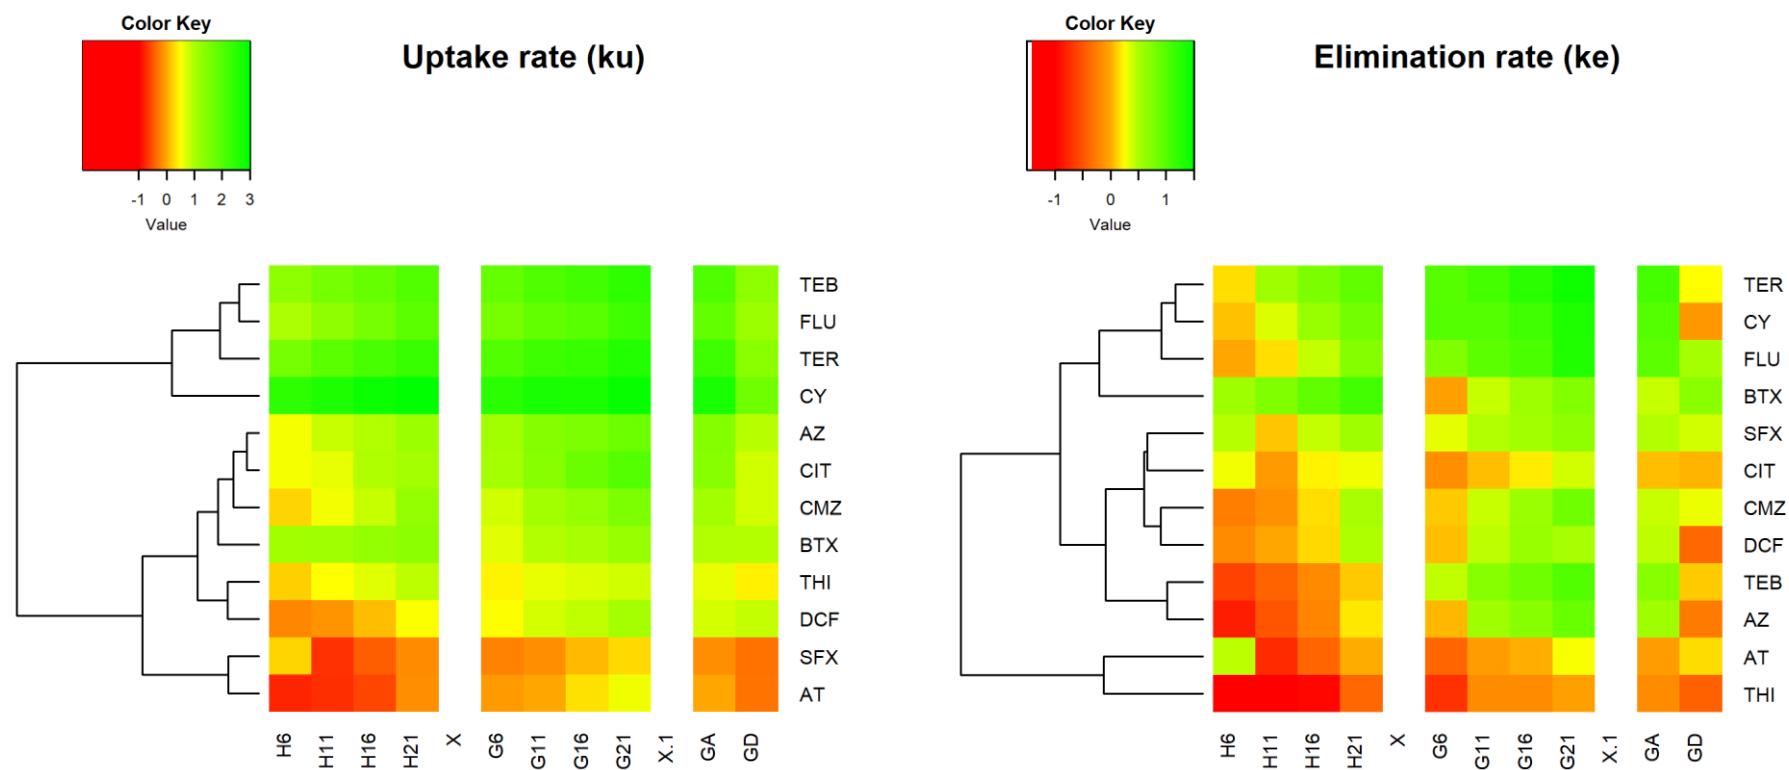 Color Key
Uptake rate (ku)
-1 0 1 2 3
Value
TEB
FLU
TER
CY
AZ
CIT
CMZ
BTX
THI
DCF
SFX
AT
H6 H11 H16 H21 X G6 G11 G16 G21 X.1 GA GD
Color Key
Elimination rate (ke)
-1 0 1
Value
TER
CY
FLU
BTX
SFX
CIT
CMZ
DCF
TEB
AZ
AT
THI
H6 H11 H16 H21 X G6 G11 G16 G21 X.1 GA GD